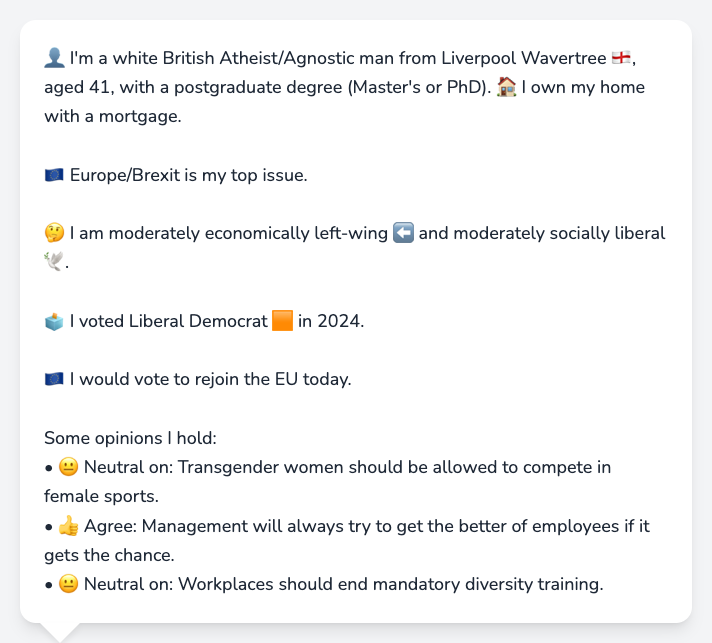 👤 I'm a white British Atheist/Agnostic man from Liverpool Wavertree 🏴󠁧󠁢󠁥󠁮󠁧󠁿,
aged 41, with a postgraduate degree (Master's or PhD). 🏠 I own my home
with a mortgage.
🇪🇺 Europe/Brexit is my top issue.
🤔 I am moderately economically left-wing ⬅️ and moderately socially liberal
🕊️.
🗳️ I voted Liberal Democrat 🟧 in 2024.
🇪🇺 I would vote to rejoin the EU today.
Some opinions I hold:
• 😐 Neutral on: Transgender women should be allowed to compete in
female sports.
• 👍 Agree: Management will always try to get the better of employees if it
gets the chance.
• 😐 Neutral on: Workplaces should end mandatory diversity training.